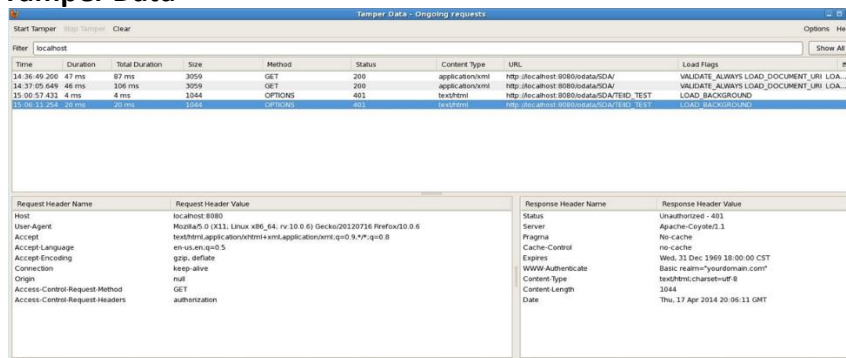 Tamper Data
Tamper Data - Ongoing requests
Start Tamper Stop Tamper Clear Options He
Filter localhost Show All
Time Duration Total Duration Size Method Status Content Type URL Load Flags
14:36:49.200 47 ms 87 ms 3059 GET 200 application/xml http://localhost:8080/odata/SDA/ VALIDATE_ALWAYS LOAD_DOCUMENT_URI LOA...
14:37:05.649 46 ms 106 ms 3059 GET 200 application/xml http://localhost:8080/odata/SDA/ VALIDATE_ALWAYS LOAD_DOCUMENT_URI LOA...
15:00:57.431 4 ms 4 ms 1044 OPTIONS 401 text/html http://localhost:8080/odata/SDA/TEIID_TEST LOAD_BACKGROUND
15:06:11.254 20 ms 20 ms 1044 OPTIONS 401 text/html http://localhost:8080/odata/SDA/TEIID_TEST LOAD_BACKGROUND
Request Header Name Request Header Value Response Header Name Response Header Value
Host localhost:8080 Status Unauthorized - 401
User-Agent Mozilla/5.0 (X11; Linux x86_64; rv:10.0.6) Gecko/20120716 Firefox/10.0.6 Server Apache-Coyote/1.1
Accept text/html,application/xhtml+xml,application/xml;q=0.9,*/*;q=0.8 Pragma No-cache
Accept-Language en-us,en;q=0.5 Cache-Control no-cache
Accept-Encoding gzip, deflate Expires Wed, 31 Dec 1969 18:00:00 CST
Connection keep-alive WWW-Authenticate Basic realm="yourdomain.com"
Origin null Content-Type text/html;charset=utf-8
Access-Control-Request-Method GET Content-Length 1044
Access-Control-Request-Headers authorization Date Thu, 17 Apr 2014 20:06:11 GMT